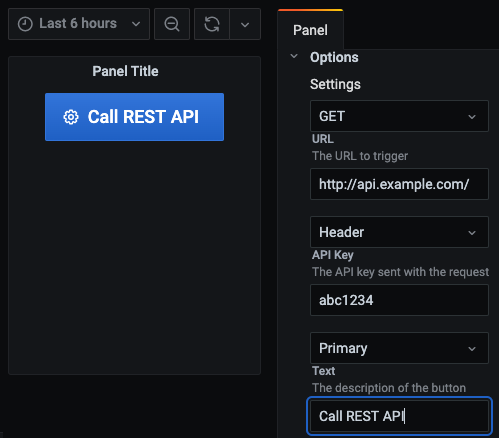 Last 6 hours
Panel Title
Call REST API
Panel
Options
Settings
GET
URL
The URL to trigger
http://api.example.com/
Header
API Key
The API key sent with the request
abc1234
Primary
Text
The description of the button
Call REST API